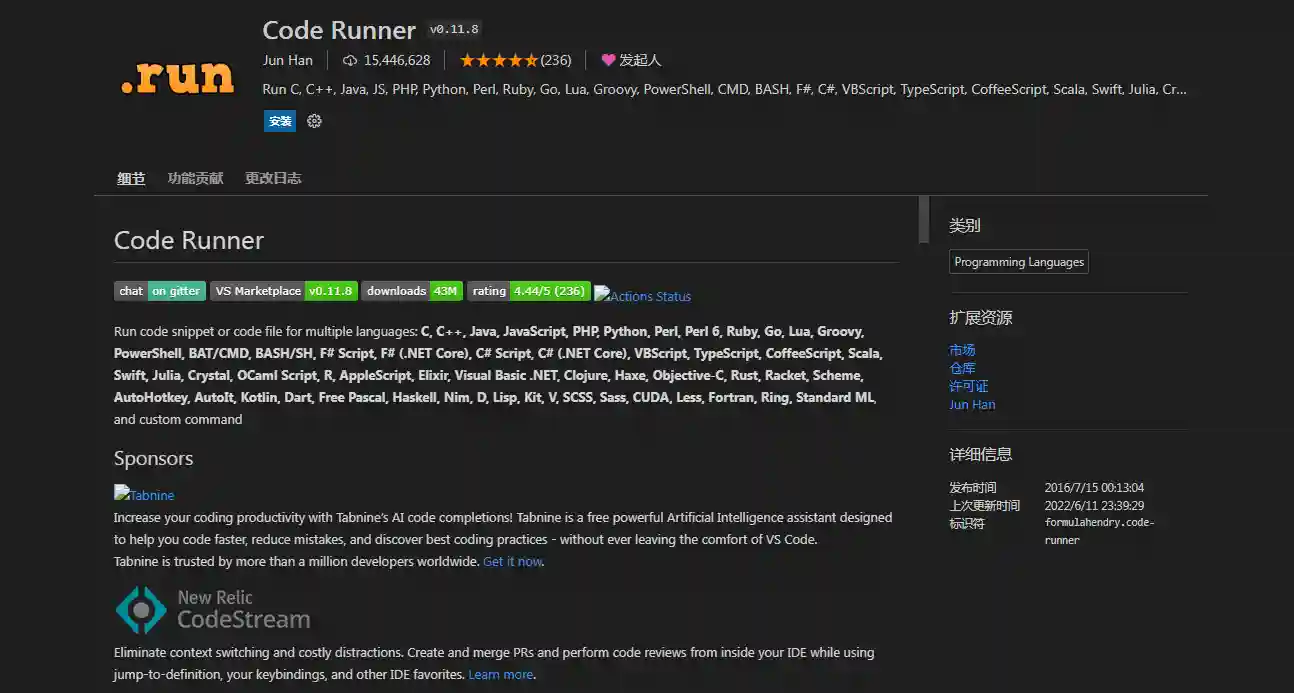 .run
Code Runner v0.11.8
Jun Han 15,446,628 (236) 发起人
Run C, C++, Java, JS, PHP, Python, Perl, Ruby, Go, Lua, Groovy, PowerShell, CMD, BASH, F#, C#, VBScript, TypeScript, CoffeeScript, Scala, Swift, Julia, Cr...
安装
细节 功能贡献 更改日志
Code Runner
chat on gitter VS Marketplace v0.11.8 downloads 43M rating 4.44/5 (236) Actions Status
Run code snippet or code file for multiple languages: C, C++, Java, JavaScript, PHP, Python, Perl, Perl 6, Ruby, Go, Lua, Groovy,
PowerShell, BAT/CMD, BASH/SH, F# Script, F# (.NET Core), C# Script, C# (.NET Core), VBScript, TypeScript, CoffeeScript, Scala,
Swift, Julia, Crystal, OCaml Script, R, AppleScript, Elixir, Visual Basic .NET, Clojure, Haxe, Objective-C, Rust, Racket, Scheme,
AutoHotkey, AutoIt, Kotlin, Dart, Free Pascal, Haskell, Nim, D, Lisp, Kit, V, SCSS, Sass, CUDA, Less, Fortran, Ring, Standard ML,
and custom command
Sponsors
Tabnine
Increase your coding productivity with Tabnine's AI code completions! Tabnine is a free powerful Artificial Intelligence assistant designed
to help you code faster, reduce mistakes, and discover best coding practices - without ever leaving the comfort of VS Code.
Tabnine is trusted by more than a million developers worldwide. Get it now.
New Relic
CodeStream
Eliminate context switching and costly distractions. Create and merge PRs and perform code reviews from inside your IDE while using
jump-to-definition, your keybindings, and other IDE favorites. Learn more.
类别
Programming Languages
扩展资源
市场
仓库
许可证
Jun Han
详细信息
发布时间 2016/7/15 00:13:04
上次更新时间 2022/6/11 23:39:29
标识符 formulahendry.code-
runner